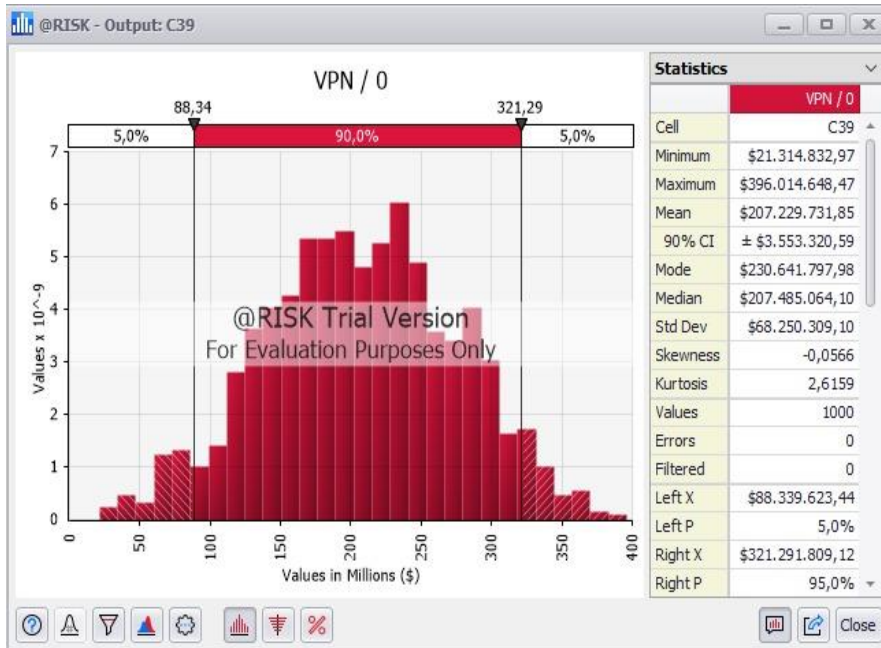 @RISK - Output: C39
VPN / 0
88,34 321,29
5,0% 90,0% 5,0%
7
6
5
4
3
2
1
0
Values x 10^-9
@RISK Trial Version
For Evaluation Purposes Only
0 50 100 150 200 250 300 350 400
Values in Millions ($)
Statistics
VPN / 0
Cell C39
Minimum $21.314.832,97
Maximum $396.014.648,47
Mean $207.229.731,85
90% CI ± $3.553.320,59
Mode $230.641.797,98
Median $207.485.064,10
Std Dev $68.250.309,10
Skewness -0,0566
Kurtosis 2,6159
Values 1000
Errors 0
Filtered 0
Left X $88.339.623,44
Left P 5,0%
Right X $321.291.809,12
Right P 95,0%
Close